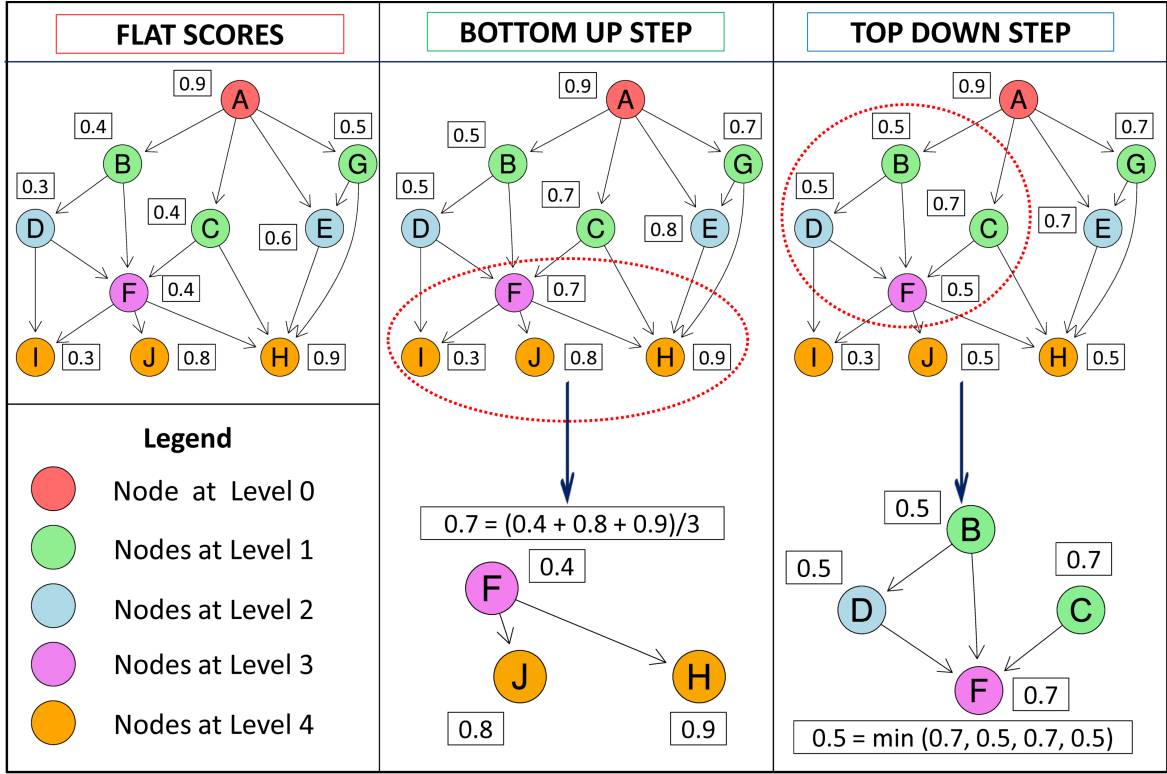 FLAT SCORES
0.9
A
0.4
0.5
B
G
0.3
D
0.4
C
0.6
E
F
0.4
I
0.3
J
0.8
H
0.9
Legend
Node at Level 0
Nodes at Level 1
Nodes at Level 2
Nodes at Level 3
Nodes at Level 4
BOTTOM UP STEP
0.9
A
0.5
0.7
B
G
0.5
D
0.7
C
0.8
E
F
0.7
I
0.3
J
0.8
H
0.9
0.7 = (0.4 + 0.8 + 0.9)/3
F
0.4
J
H
0.8
0.9
TOP DOWN STEP
0.9
A
0.5
0.7
B
G
0.5
D
0.7
C
0.7
E
F
0.5
I
0.3
J
0.5
H
0.5
0.5
B
0.5
0.7
D
C
F
0.7
0.5 = min (0.7, 0.5, 0.7, 0.5)